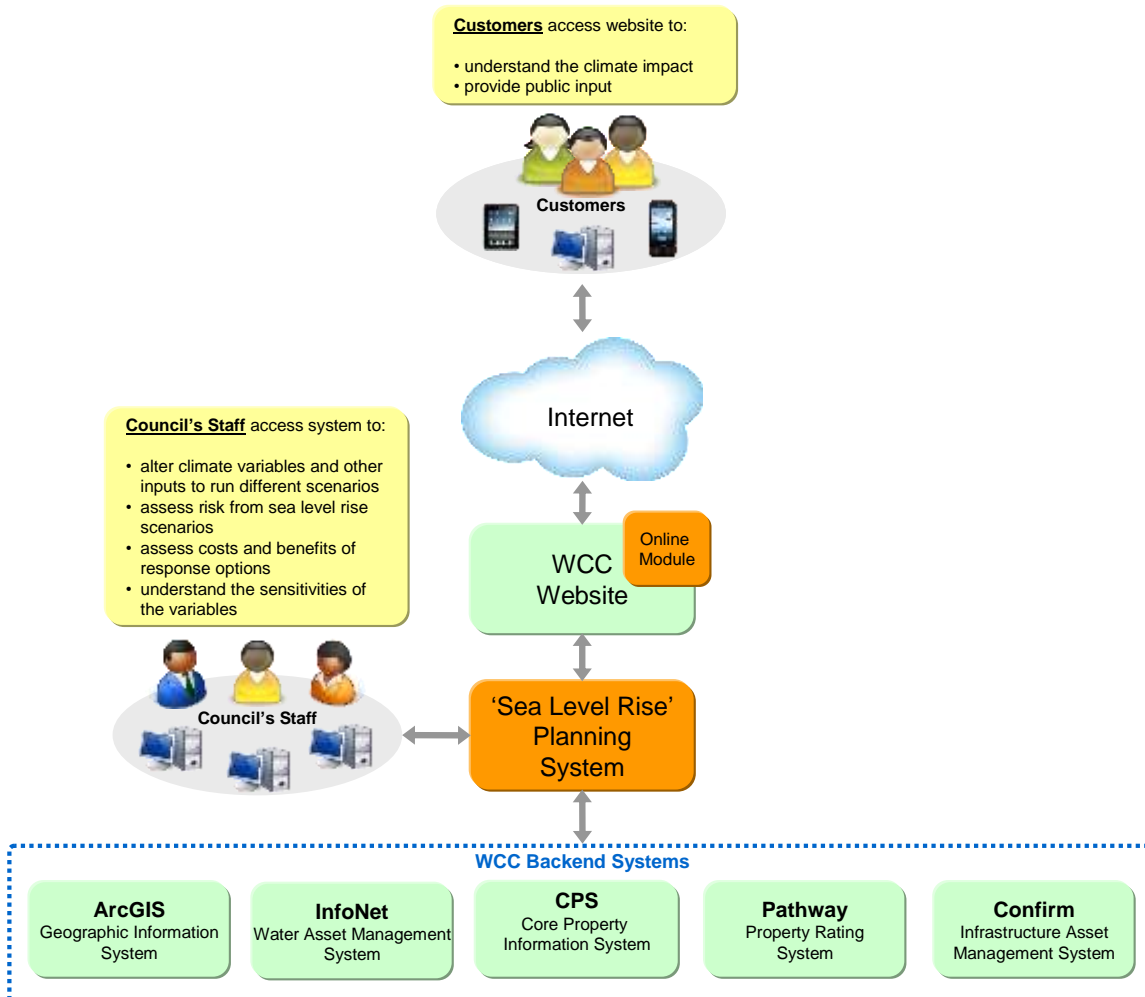 Customers access website to:
• understand the climate impact
• provide public input
Customers
Internet
Council's Staff access system to:
• alter climate variables and other
inputs to run different scenarios
• assess risk from sea level rise
scenarios
• assess costs and benefits of
response options
• understand the sensitivities of
the variables
Online
Module
WCC
Website
Council's Staff
‘Sea Level Rise’
Planning
System
WCC Backend Systems
ArcGIS
Geographic Information
System
InfoNet
Water Asset Management
System
CPS
Core Property
Information System
Pathway
Property Rating
System
Confirm
Infrastructure Asset
Management System